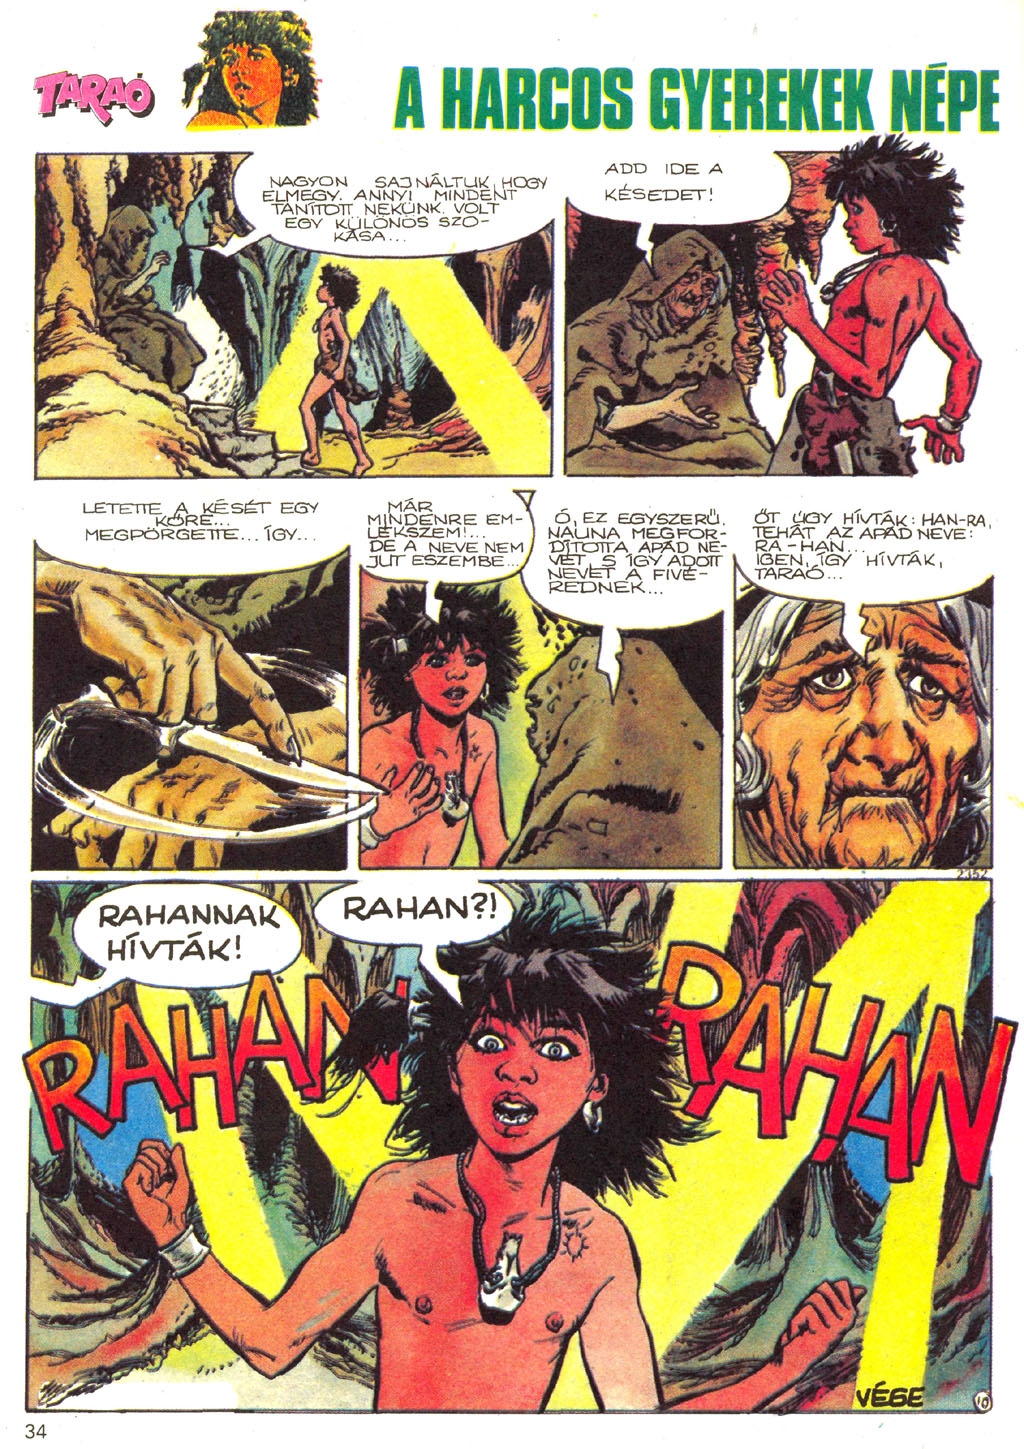 TARAÓ
A HARCOS GYEREKEK NÉPE
NAGYON SAJNÁLTUK, HOGY
ELMEGY. ANNYI MINDENT
TANÍTOTT NEKÜNK. VOLT
EGY KÜLÖNÖS SZO-
KÁSA...
ADD IDE A
KÉSEDET!
LETETTE A KÉSÉT EGY
KŐRE...
MEGPÖRGETTE... ÍGY...
MÁR
MINDENRE EM-
LÉKSZEM!...
DE A NEVE NEM
JUT ESZEMBE...
Ó, EZ EGYSZERŰ.
NAUNA MEGFOR-
DÍTOTTA APÁD NE-
VÉT, S ÍGY ADOTT
NEVET A FIVÉ-
REDNEK...
ŐT ÚGY HÍVTÁK: HAN-RA,
TEHÁT AZ APÁD NEVE:
RA-HAN...
IGEN, ÍGY HÍVTÁK,
TARAÓ...
2352
RAHANNAK
HÍVTÁK!
RAHAN?!
RAHAN
RAHAN
VÉGE
10
34